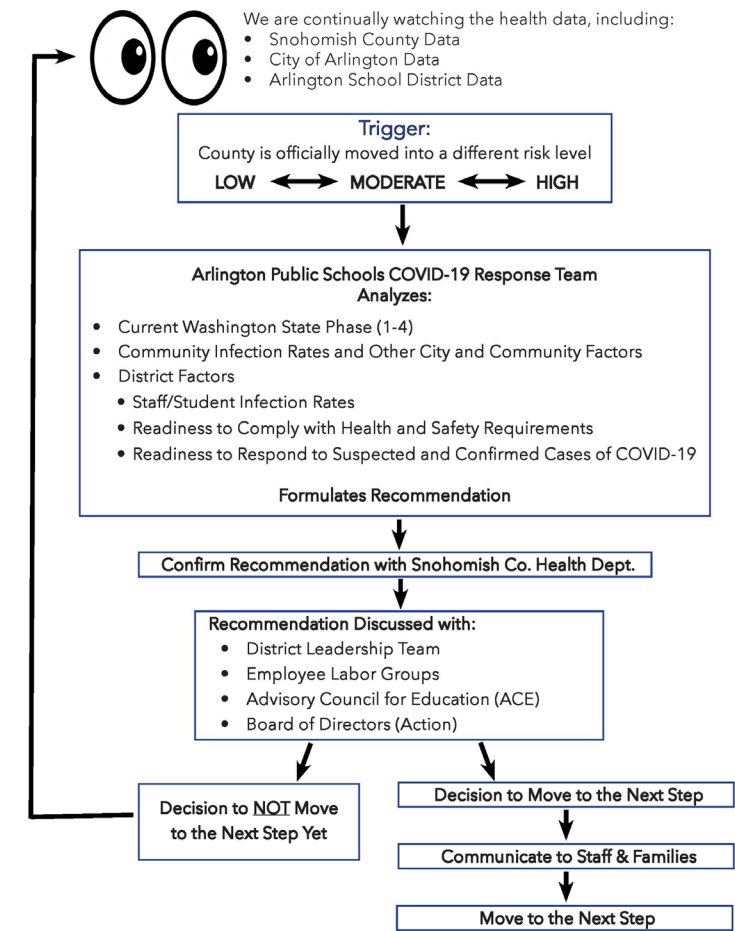 We are continually watching the health data, including:
• Snohomish County Data
• City of Arlington Data
• Arlington School District Data
Trigger:
County is officially moved into a different risk level
LOW MODERATE HIGH
Arlington Public Schools COVID-19 Response Team
Analyzes:
• Current Washington State Phase (1-4)
• Community Infection Rates and Other City and Community Factors
• District Factors
• Staff/Student Infection Rates
• Readiness to Comply with Health and Safety Requirements
• Readiness to Respond to Suspected and Confirmed Cases of COVID-19
Formulates Recommendation
Confirm Recommendation with Snohomish Co. Health Dept.
Recommendation Discussed with:
• District Leadership Team
• Employee Labor Groups
• Advisory Council for Education (ACE)
• Board of Directors (Action)
Decision to NOT Move
to the Next Step Yet
Decision to Move to the Next Step
Communicate to Staff & Families
Move to the Next Step